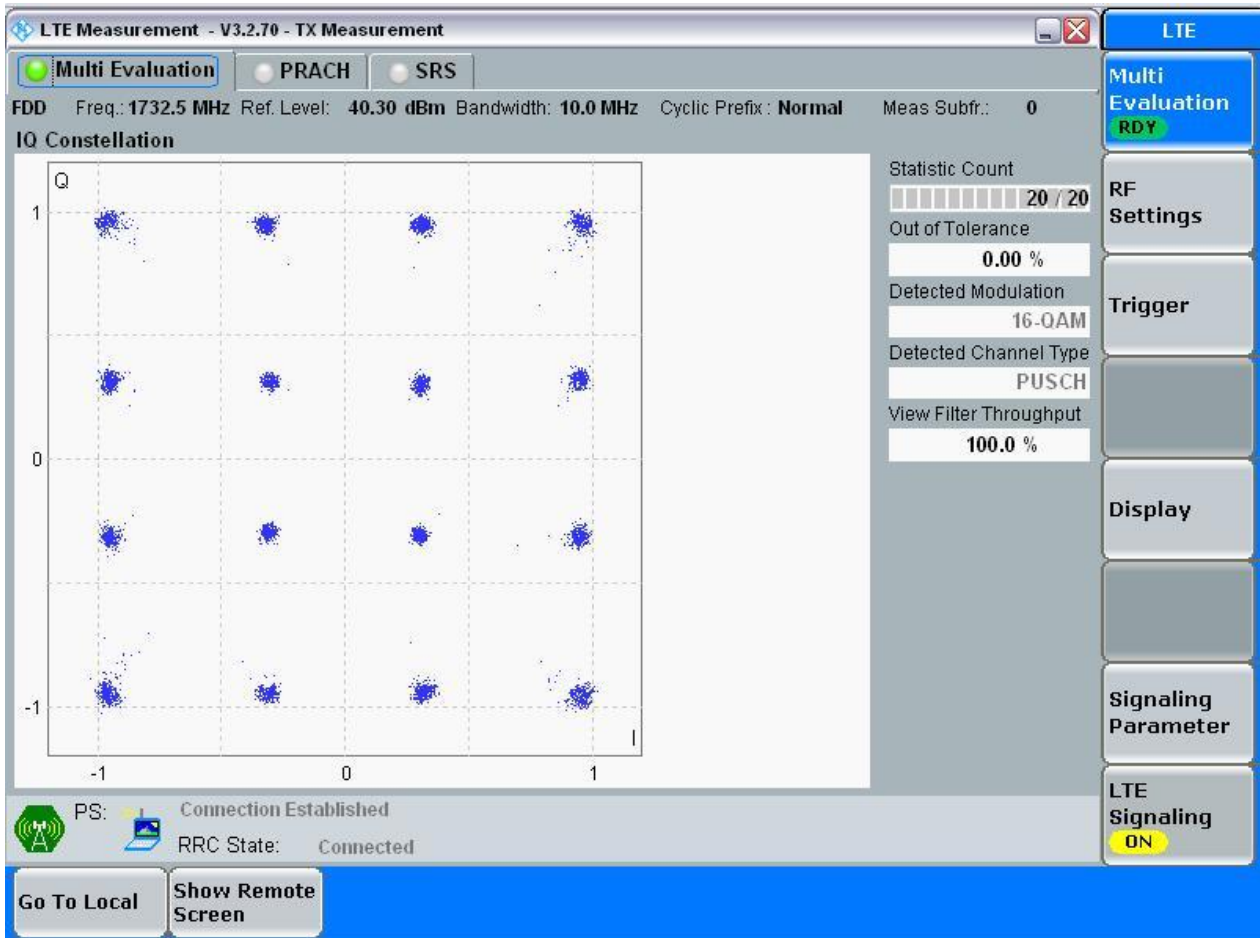 LTE Measurement - V3.2.70 - TX Measurement
LTE
Multi Evaluation
PRACH
SRS
Multi
Evaluation
RDY
FDD Freq.: 1732.5 MHz Ref. Level: 40.30 dBm Bandwidth: 10.0 MHz Cyclic Prefix : Normal Meas Subfr.: 0
IQ Constellation
Q
1
0
-1
I
-1 0 1
Statistic Count
20 / 20
Out of Tolerance
0.00 %
Detected Modulation
16-QAM
Detected Channel Type
PUSCH
View Filter Throughput
100.0 %
RF
Settings
Trigger
Display
Signaling
Parameter
LTE
Signaling
ON
PS: Connection Established
RRC State: Connected
Go To Local
Show Remote
Screen